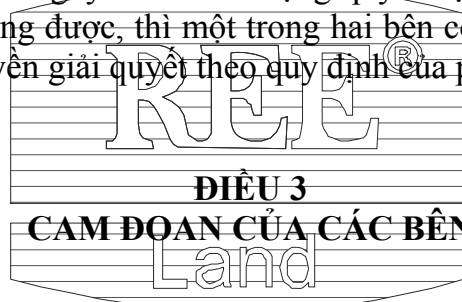 ng được, thì một trong hai bên c
ền giải quyết theo quy định của p
REE®
ĐIỀU 3
CAM ĐOAN CỦA CÁC BÊN
Land